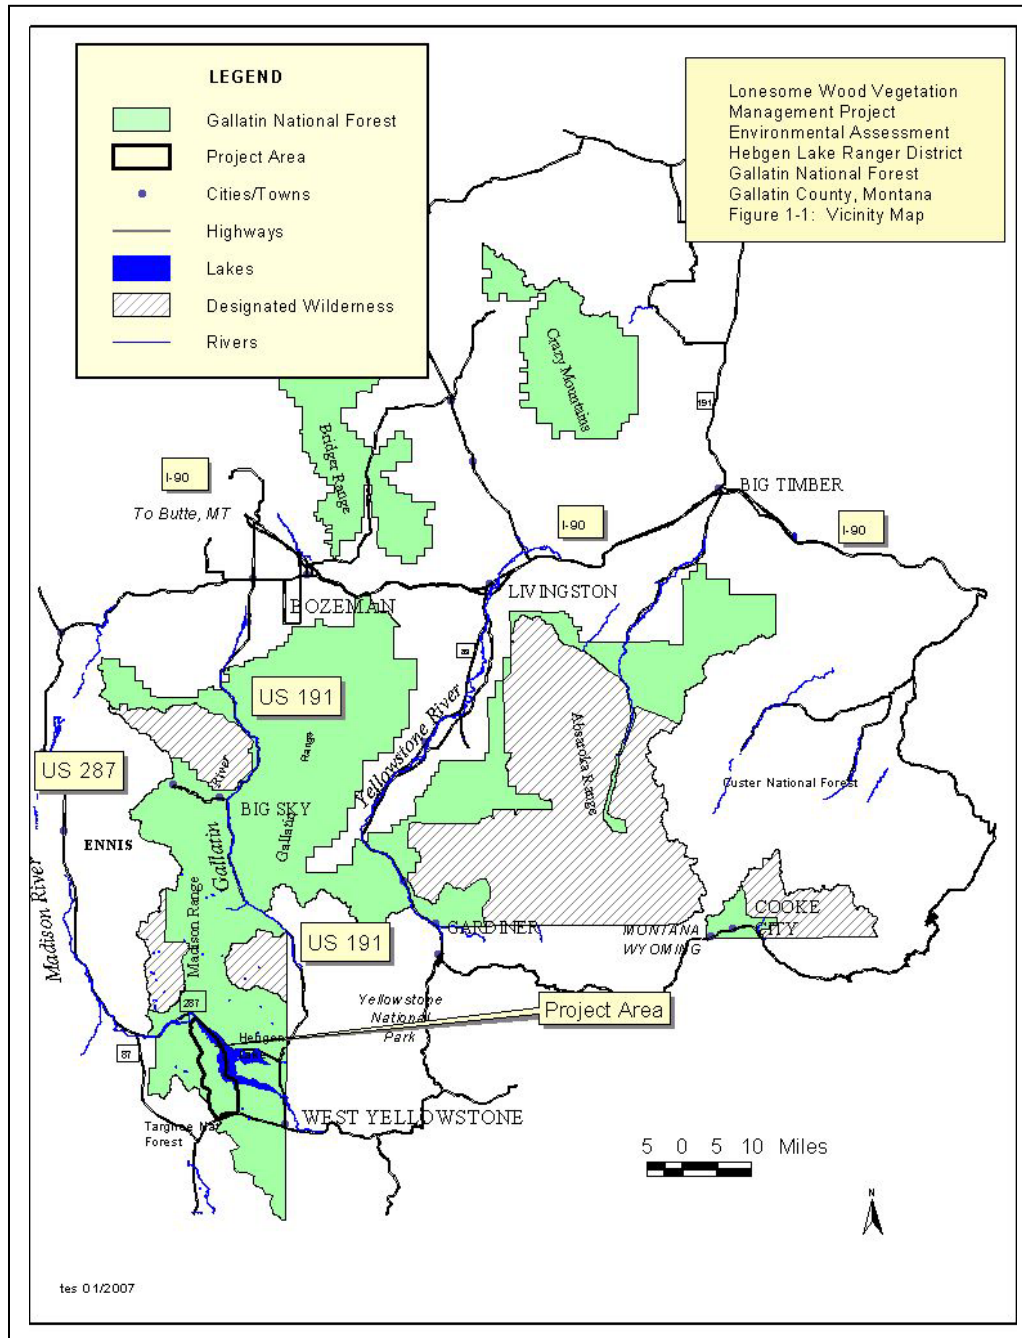 LEGEND
Gallatin National Forest
Project Area
Cities/Towns
Highways
Lakes
Designated Wilderness
Rivers
Lonesome Wood Vegetation
Management Project
Environmental Assessment
Hebgen Lake Ranger District
Gallatin National Forest
Gallatin County, Montana
Figure 1-1: Vicinity Map
Crazy Mountains
191
Bridger Range
I-90
To Butte, MT
BIG TIMBER
I-90
I-90
BOZEMAN
LIVINGSTON
US 191
Yellowstone River
Range
Absaroka Range
US 287
River
BIG SKY
Custer National Forest
Gallatin
ENNIS
Gallatin
Madison River
Madison Range
US 191
GARDINER
MONTANA
WYOMING
COOKE
CITY
287
Yellowstone
National
Park
Project Area
87
WEST YELLOWSTONE
Forest
5 0 5 10 Miles
N
tes 01/2007